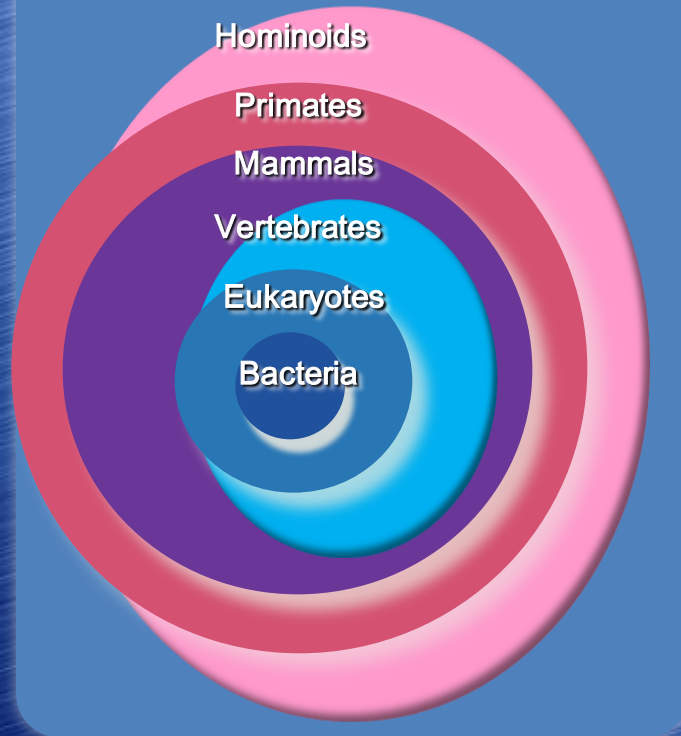 Hominoids
Primates
Mammals
Vertebrates
Eukaryotes
Bacteria